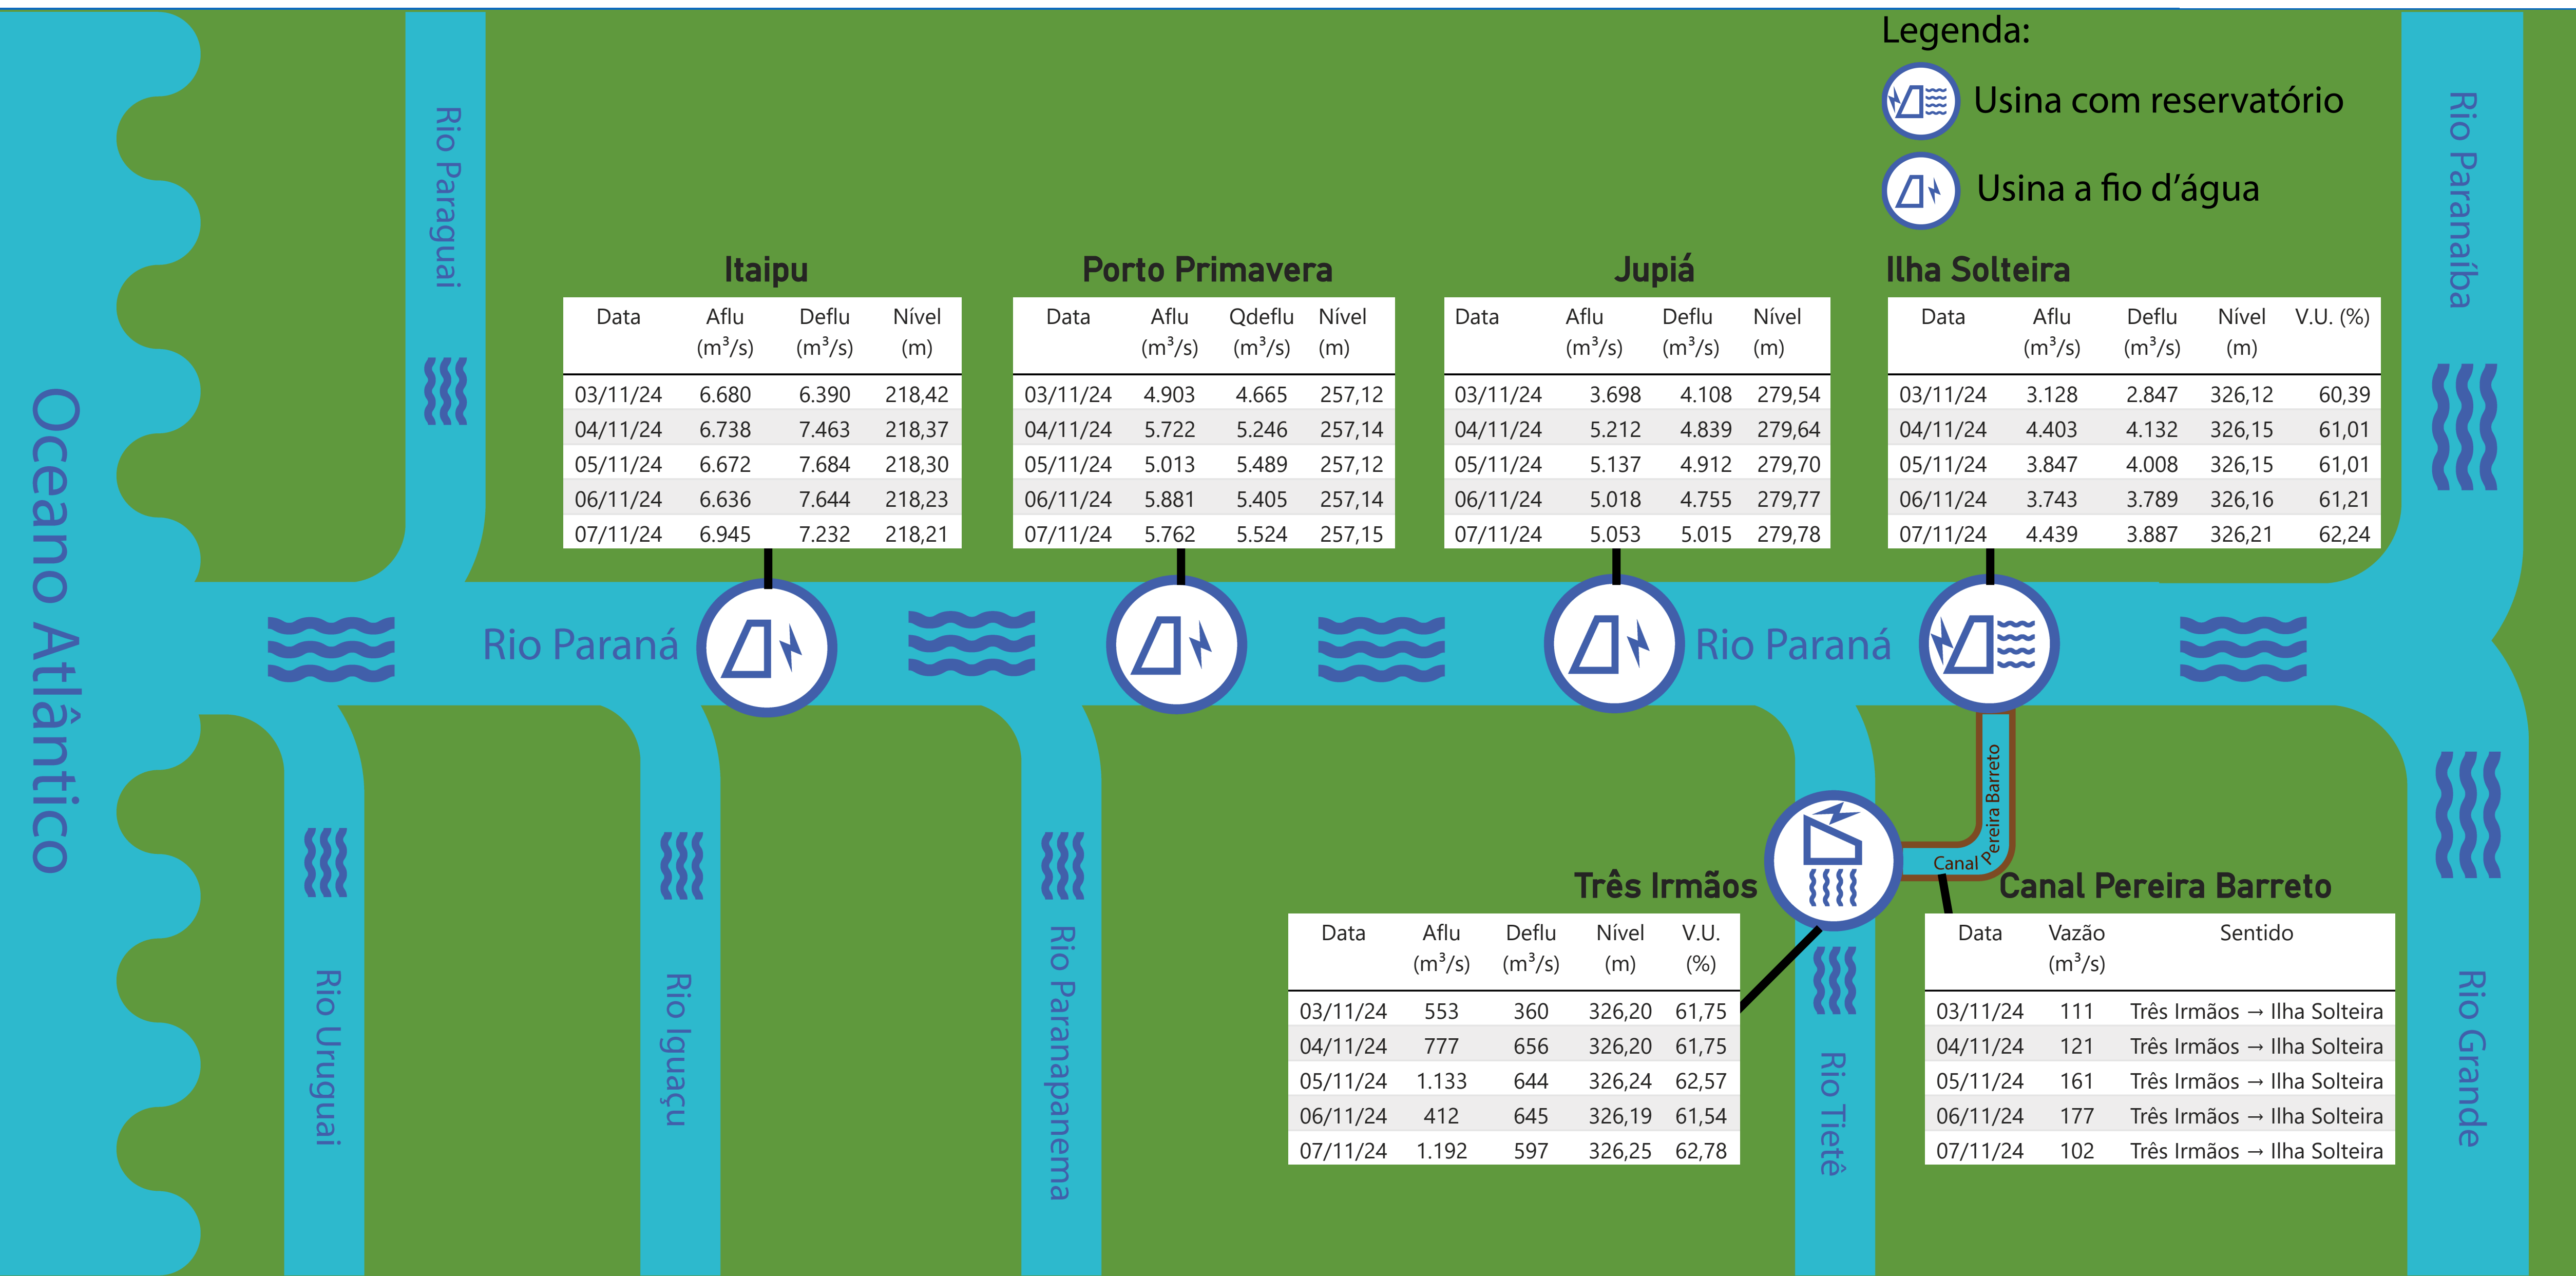 Legenda:
Usina com reservatório
Usina a fio d'água
Oceano Atlântico
Rio Paraguai
Rio Paranaíba
Itaipu
Data Aflu (m³/s) Deflu (m³/s) Nível (m)
03/11/24 6.680 6.390 218,42
04/11/24 6.738 7.463 218,37
05/11/24 6.672 7.684 218,30
06/11/24 6.636 7.644 218,23
07/11/24 6.945 7.232 218,21
Porto Primavera
Data Aflu (m³/s) Qdeflu (m³/s) Nível (m)
03/11/24 4.903 4.665 257,12
04/11/24 5.722 5.246 257,14
05/11/24 5.013 5.489 257,12
06/11/24 5.881 5.405 257,14
07/11/24 5.762 5.524 257,15
Jupiá
Data Aflu (m³/s) Deflu (m³/s) Nível (m)
03/11/24 3.698 4.108 279,54
04/11/24 5.212 4.839 279,64
05/11/24 5.137 4.912 279,70
06/11/24 5.018 4.755 279,77
07/11/24 5.053 5.015 279,78
Ilha Solteira
Data Aflu (m³/s) Deflu (m³/s) Nível (m) V.U. (%)
03/11/24 3.128 2.847 326,12 60,39
04/11/24 4.403 4.132 326,15 61,01
05/11/24 3.847 4.008 326,15 61,01
06/11/24 3.743 3.789 326,16 61,21
07/11/24 4.439 3.887 326,21 62,24
Rio Paraná
Rio Paraná
Canal Pereira Barreto
Três Irmãos
Data Aflu (m³/s) Deflu (m³/s) Nível (m) V.U. (%)
03/11/24 553 360 326,20 61,75
04/11/24 777 656 326,20 61,75
05/11/24 1.133 644 326,24 62,57
06/11/24 412 645 326,19 61,54
07/11/24 1.192 597 326,25 62,78
Canal Pereira Barreto
Data Vazão (m³/s) Sentido
03/11/24 111 Três Irmãos → Ilha Solteira
04/11/24 121 Três Irmãos → Ilha Solteira
05/11/24 161 Três Irmãos → Ilha Solteira
06/11/24 177 Três Irmãos → Ilha Solteira
07/11/24 102 Três Irmãos → Ilha Solteira
Rio Uruguai
Rio Iguaçu
Rio Paranapanema
Rio Tietê
Rio Grande